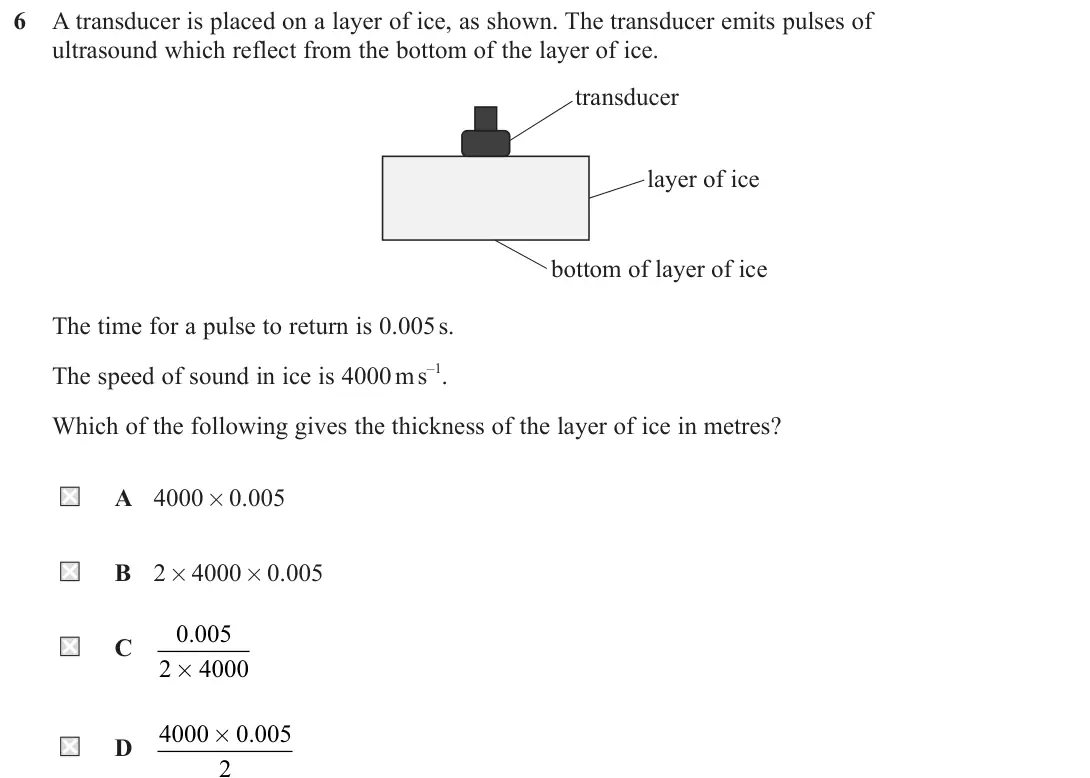 6 A transducer is placed on a layer of ice, as shown. The transducer emits pulses of
ultrasound which reflect from the bottom of the layer of ice.
transducer
layer of ice
bottom of layer of ice
The time for a pulse to return is 0.005 s.
The speed of sound in ice is 4000 m s⁻¹.
Which of the following gives the thickness of the layer of ice in metres?
A 4000 × 0.005
B 2 × 4000 × 0.005
0.005
C
2 × 4000
4000 × 0.005
D
2